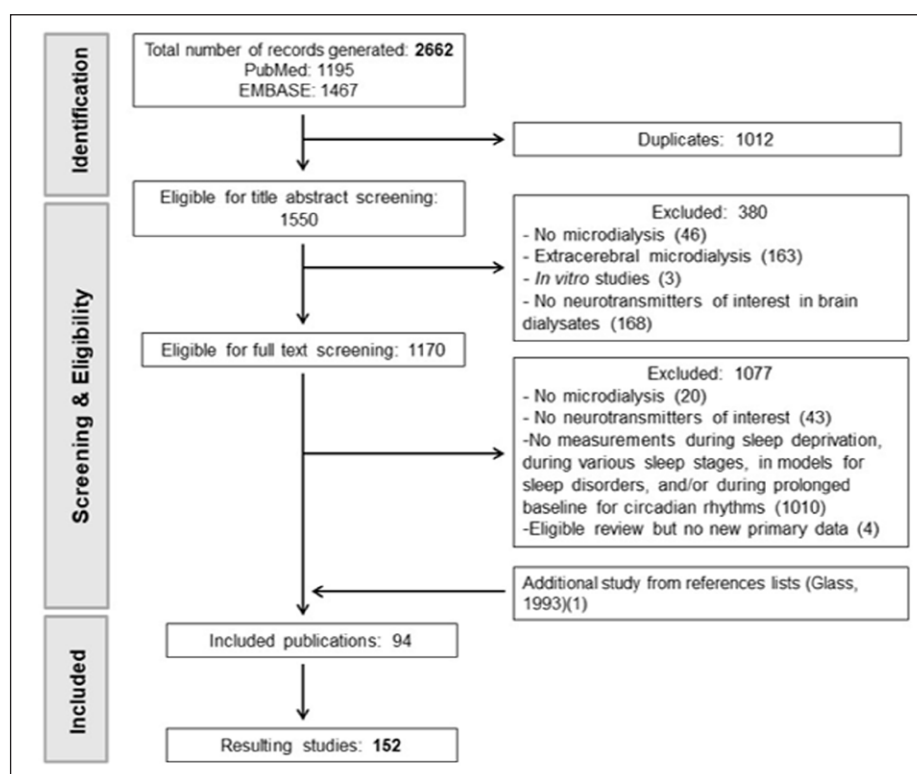 Identification
Total number of records generated: 2662
PubMed: 1195
EMBASE: 1467
Duplicates: 1012
Screening & Eligibility
Eligible for title abstract screening:
1550
Excluded: 380
- No microdialysis (46)
- Extracerebral microdialysis (163)
- In vitro studies (3)
- No neurotransmitters of interest in brain
dialysates (168)
Eligible for full text screening: 1170
Excluded: 1077
- No microdialysis (20)
- No neurotransmitters of interest (43)
-No measurements during sleep deprivation,
during various sleep stages, in models for
sleep disorders, and/or during prolonged
baseline for circadian rhythms (1010)
-Eligible review but no new primary data (4)
Additional study from references lists (Glass,
1993)(1)
Included
Included publications: 94
Resulting studies: 152